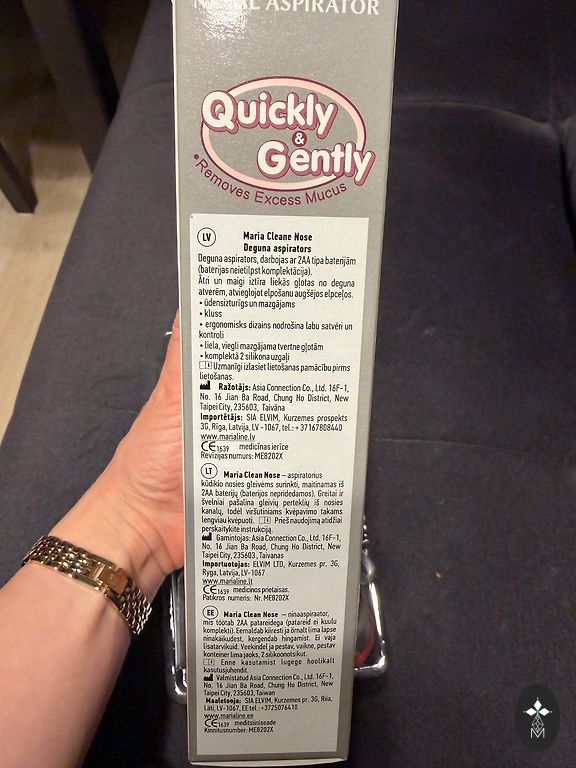 NASAL ASPIRATOR
Quickly
&
Gently
•Removes Excess Mucus
LV
Maria Cleane Nose
Deguna aspirators
Deguna aspirators, darbojas ar 2AA tipa baterijām
(baterijas neietilpst komplektācijā).
Ātri un maigi iztīra liekās gļotas no deguna
atverēm, atvieglojot elpošanu augšējos elpceļos.
• ūdensizturīgs un mazgājams
• kluss
• ergonomisks dizains nodrošina labu satvēri un
kontroli
• liela, viegli mazgājama tvertne gļotām
• komplektā 2 silikona uzgaļi
Uzmanīgi izlasiet lietošanas pamācību pirms
lietošanas.
Ražotājs: Asia Connection Co., Ltd. 16F-1,
No. 16 Jian Ba Road, Chung Ho District, New
Taipei City, 235603, Taivāna
Importētājs: SIA ELVIM, Kurzemes prospekts
3G, Rīga, Latvija, LV -1067, tel.: + 37167808440
www.marialine.lv
CE 1639 medicīnas ierīce
Revīzijas numurs: ME8202X
LT
Maria Clean Nose – aspiratorius
kūdikio nosies gleivėms surinkti, maitinamas iš
2AA baterijų (baterijos nepridedamos). Greitai ir
švelniai pašalina gleivių perteklių iš nosies
kanalų, todėl viršutiniams kvėpavimo takams
lengviau kvėpuoti. Prieš naudojimą atidžiai
perskaitykite instrukciją.
Gamintojas: Asia Connection Co., Ltd. 16F-1,
No. 16 Jian Ba Road, Chung Ho District, New
Taipei City, 235603, Taivanas
Importuotojas: ELVIM LTD, Kurzemes pr. 3G,
Ryga, Latvija, LV-1067
www.marialine.lt
CE 1639 medicinos prietaisas.
Patikros numeris: Nr. ME8202X
EE
Maria Clean Nose – ninaaspiraator,
mis töötab 2AA patareidega (patareid ei kuulu
komplekti). Eemaldab kiiresti ja õrnalt lima lapse
ninakäikudest, kergendab hingamist. Ei vaja
lisatarvikuid. Veekindel ja pestav, vaikne, pestav
konteiner lima jaoks, 2 silikoonotsikut.
Enne kasutamist lugege hoolikalt
kasutusjuhendit.
Valmistatud Asia Connection Co., Ltd. 16F-1,
No. 16 Jian Ba Road, Chung Ho District, New
Taipei City, 235603, Taiwan
Maaletooja: SIA ELVIM, Kurzemes pr. 3G, Riia,
Läti, LV-1067, EE tel. +3725076410
www.marialine.ee
CE 1639 meditsiiniseade
Kinnitusnumber: ME8202X
M